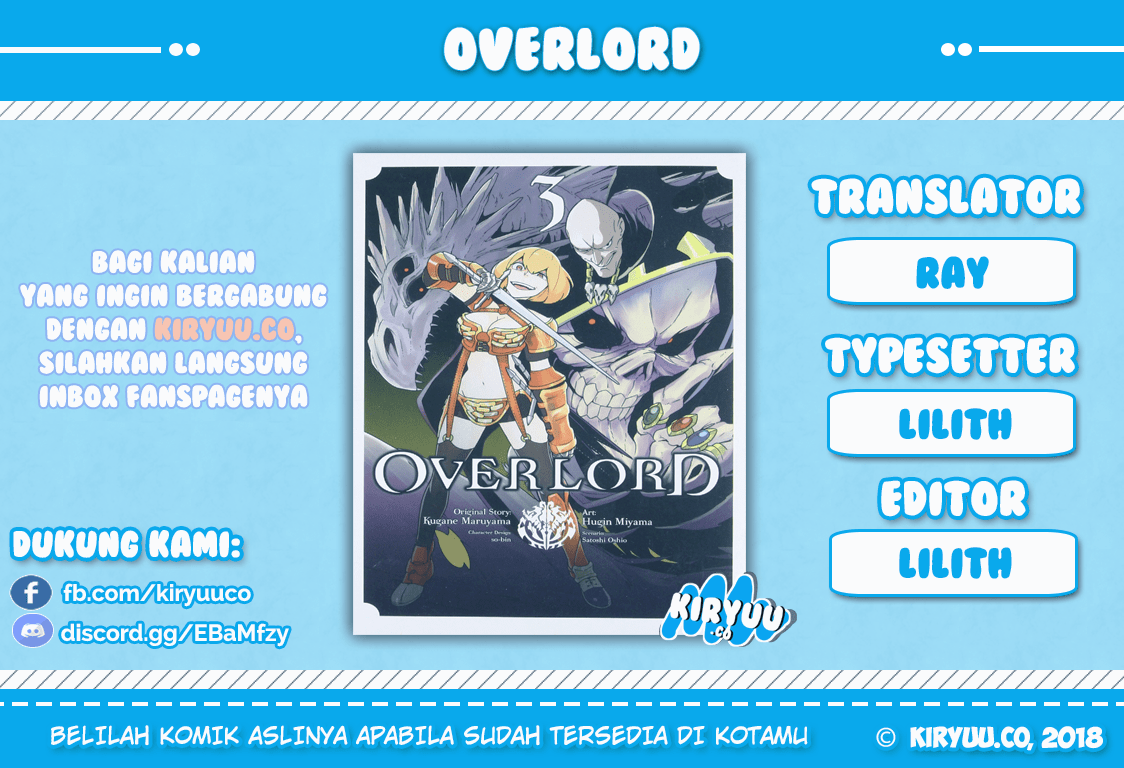 OVERLORD
BAGI KALIAN
YANG INGIN BERGABUNG
DENGAN KIRYUU.CO,
SILAHKAN LANGSUNG
INBOX FANSPAGENYA
DUKUNG KAMI:
fb.com/kiryuuco
discord.gg/EBaMfzy
3
OVERLORD
Original Story:
Kugane Maruyama
Character Design:
so-bin
Art:
Hugin Miyama
Scenario:
Satoshi Oshio
KIRYUU
.CO
TRANSLATOR
RAY
TYPESETTER
LILITH
EDITOR
LILITH
BELILAH KOMIK ASLINYA APABILA SUDAH TERSEDIA DI KOTAMU
© KIRYUU.CO, 2018